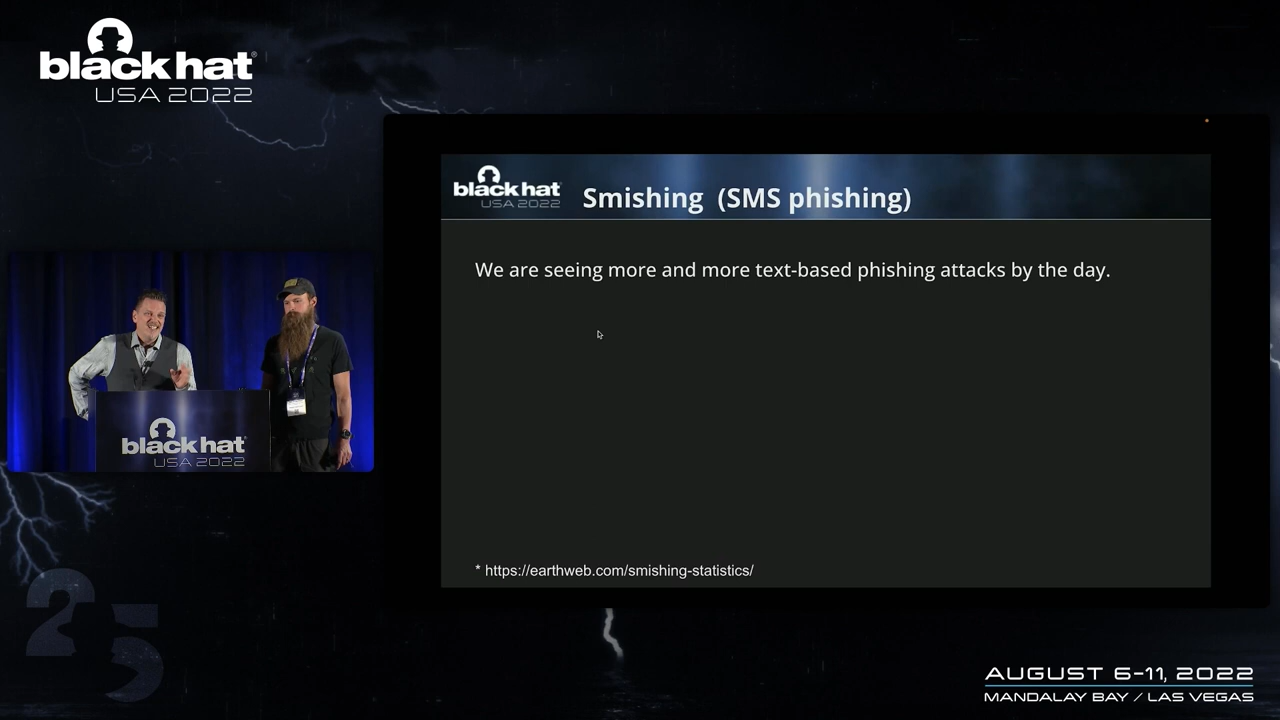 black hat®
USA 2022
black hat
USA 2022
Smishing (SMS phishing)
We are seeing more and more text-based phishing attacks by the day.
* https://earthweb.com/smishing-statistics/
black hat
USA 2022
25
AUGUST 6-11, 2022
MANDALAY BAY / LAS VEGAS